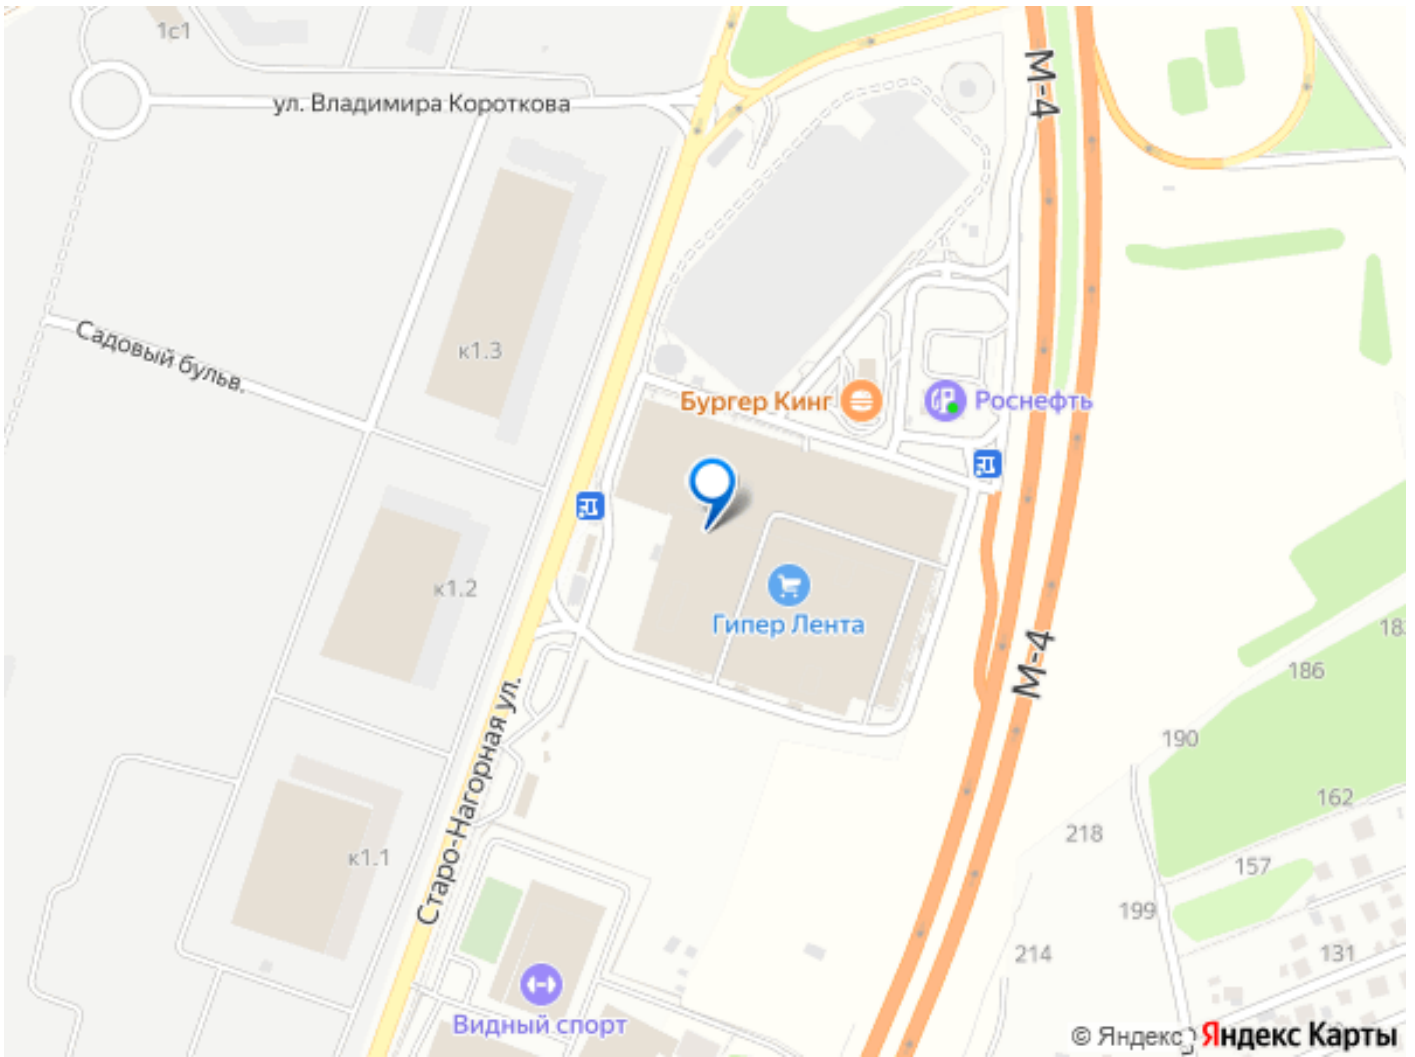 1с1
М-4
ул. Владимира Короткова
Садовый бульв.
к1.3
Бургер Кинг
Роснефть
к1.2
Гипер Лента
М-4
186
190
Старо-Нагорная ул.
162
218
к1.1
157
199
214
131
Видный спорт
© Яндекс Яндекс Карты